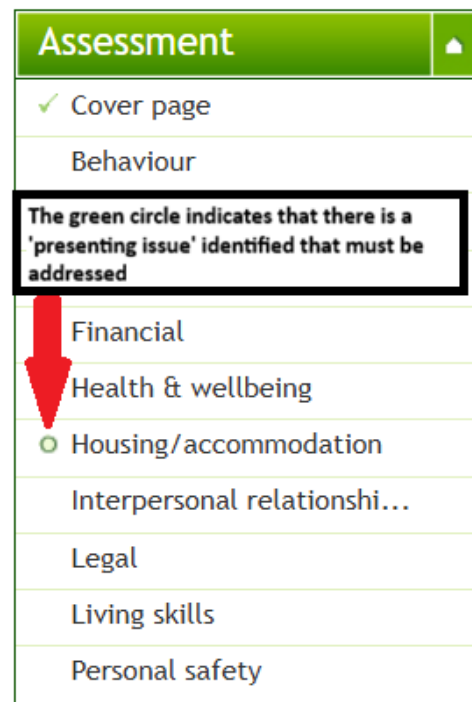 Assessment
Cover page
Behaviour
The green circle indicates that there is a
'presenting issue' identified that must be
addressed
Financial
Health & wellbeing
Housing/accommodation
Interpersonal relationshi...
Legal
Living skills
Personal safety